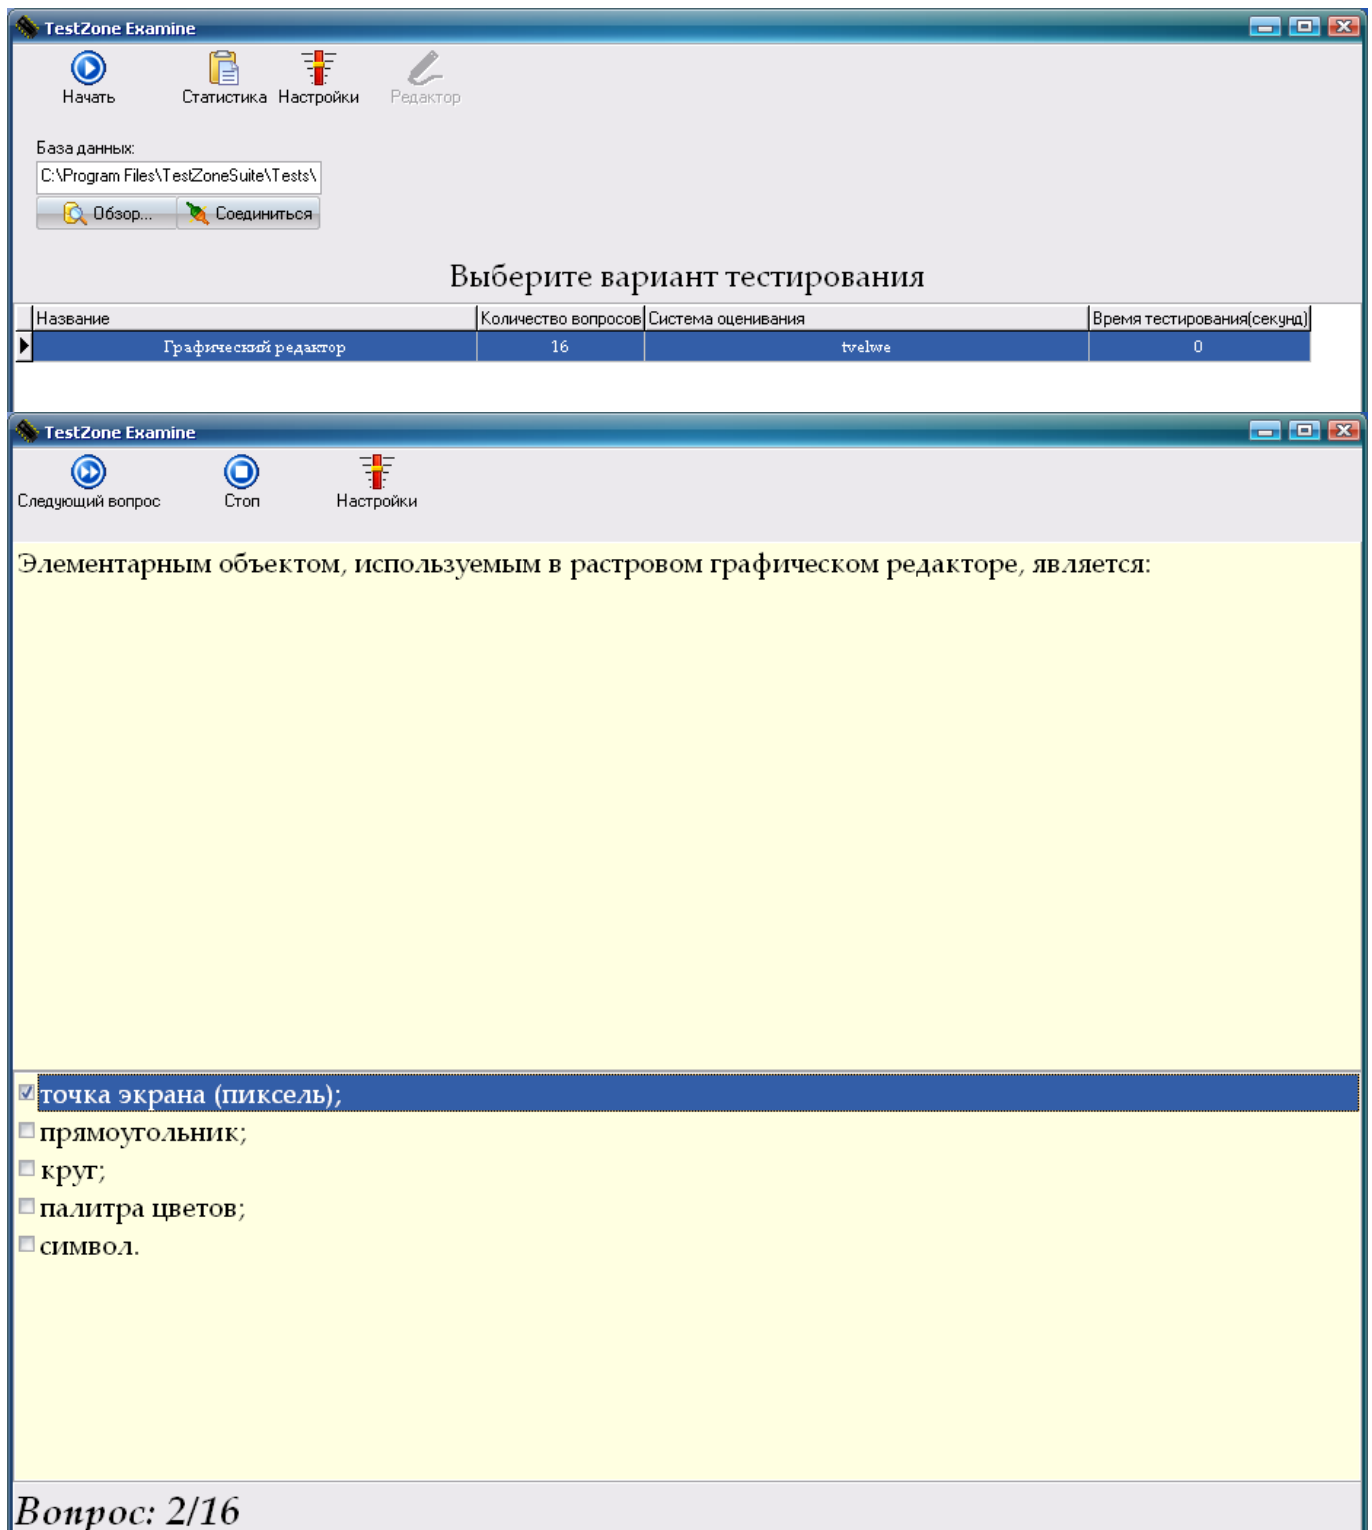 TestZone Examine
Начать Статистика Настройки Редактор
База данных:
C:\Program Files\TestZoneSuite\Tests\
Обзор... Соединиться
Выберите вариант тестирования
Название Количество вопросов Система оценивания Время тестирования(секунд)
Графический редактор 16 tvelwe 0
TestZone Examine
Следующий вопрос Стоп Настройки
Элементарным объектом, используемым в растровом графическом редакторе, является:
точка экрана (пиксель);
прямоугольник;
круг;
палитра цветов;
символ.
Вопрос: 2/16